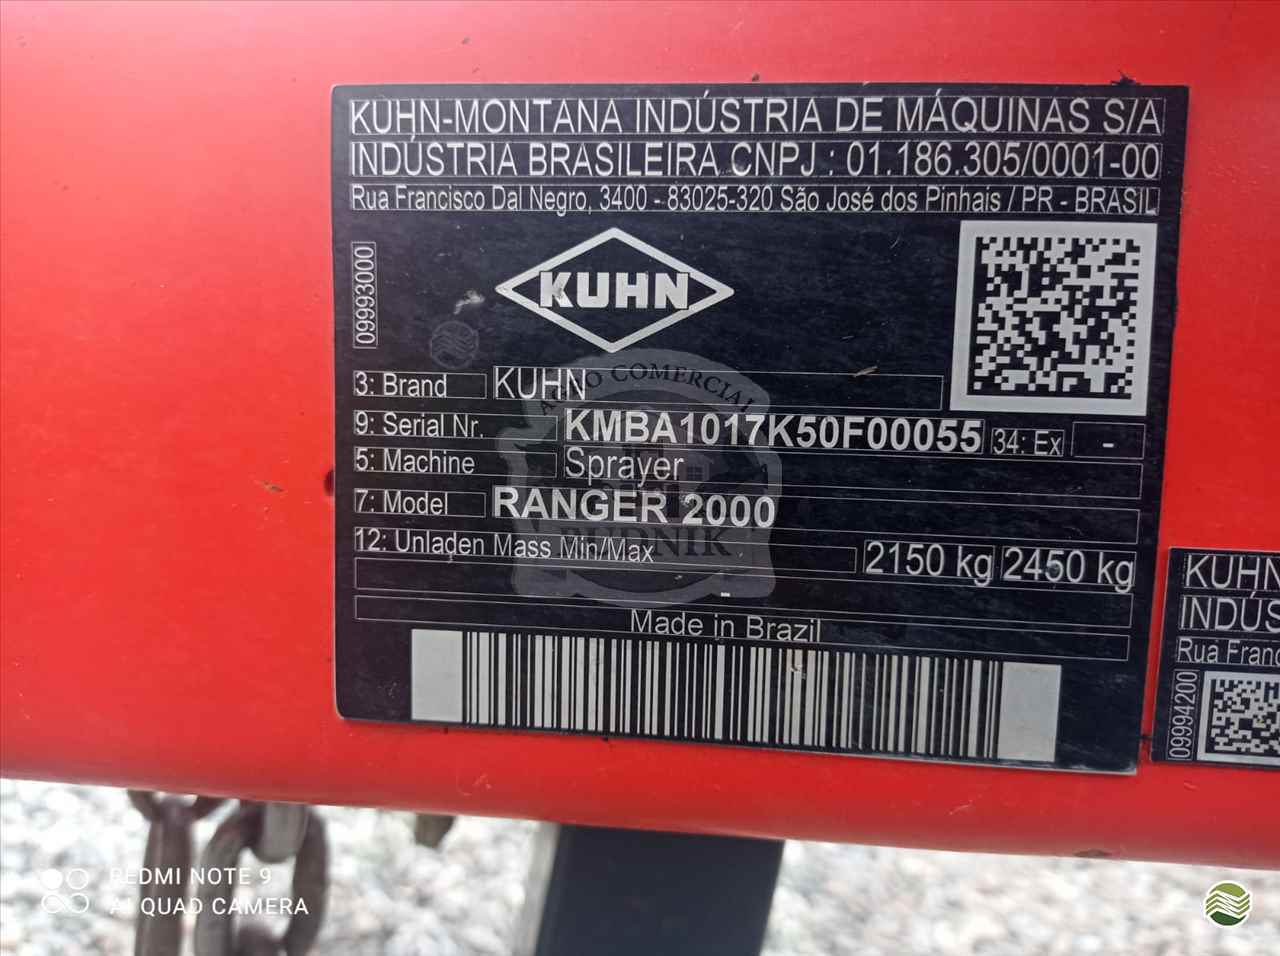 KUHN-MONTANA INDÚSTRIA DE MÁQUINAS S/A
INDÚSTRIA BRASILEIRA CNPJ : 01.186.305/0001-00
Rua Francisco Dal Negro, 3400 - 83025-320 São José dos Pinhais / PR - BRASIL
09993000
KUHN
3: Brand KUHN
9: Serial Nr. KMBA1017K50F00055 34: Ex -
5: Machine Sprayer
7: Model RANGER 2000
12: Unladen Mass Min/Max 2150 kg 2450 kg
-
Made in Brazil
AGRO COMERCIAL
RUDNIK
KUHN
INDÚS
Rua Franc
09994200
REDMI NOTE 9
AI QUAD CAMERA